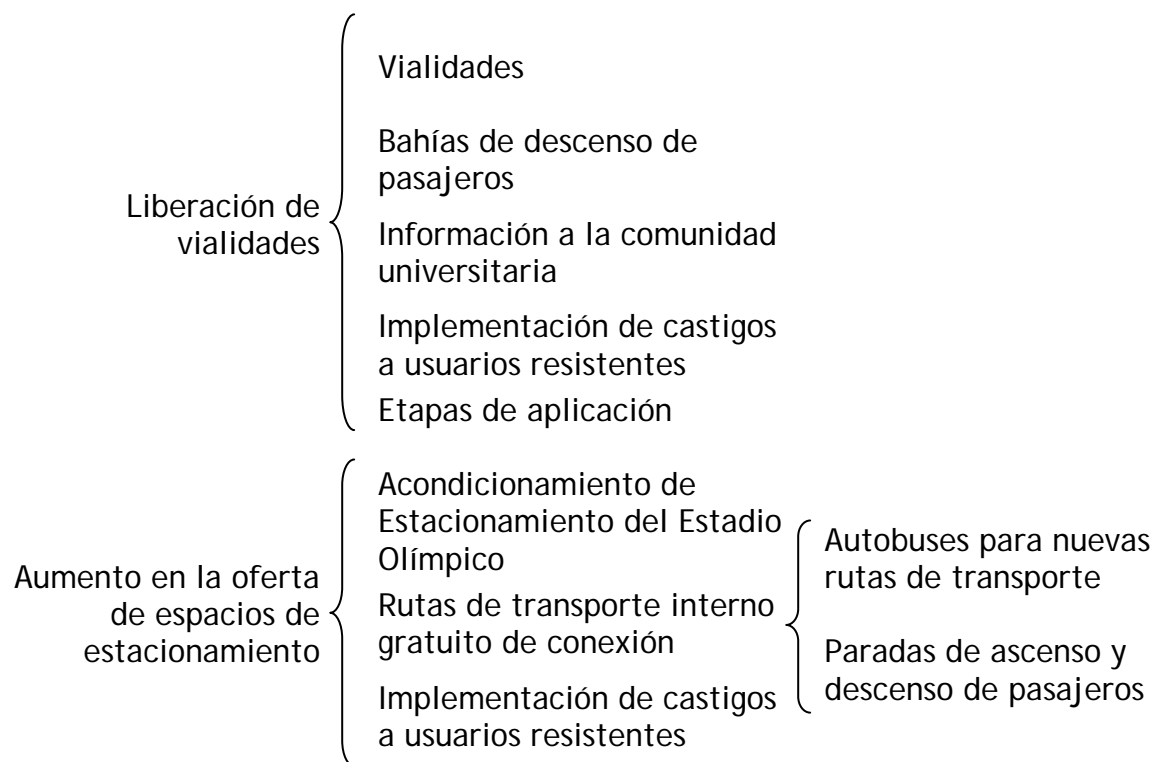 Liberación de
vialidades
Vialidades
Bahías de descenso de
pasajeros
Información a la comunidad
universitaria
Implementación de castigos
a usuarios resistentes
Etapas de aplicación
Aumento en la oferta
de espacios de
estacionamiento
Acondicionamiento de
Estacionamiento del Estadio
Olímpico
Rutas de transporte interno
gratuito de conexión
Autobuses para nuevas
rutas de transporte
Paradas de ascenso y
descenso de pasajeros
Implementación de castigos
a usuarios resistentes